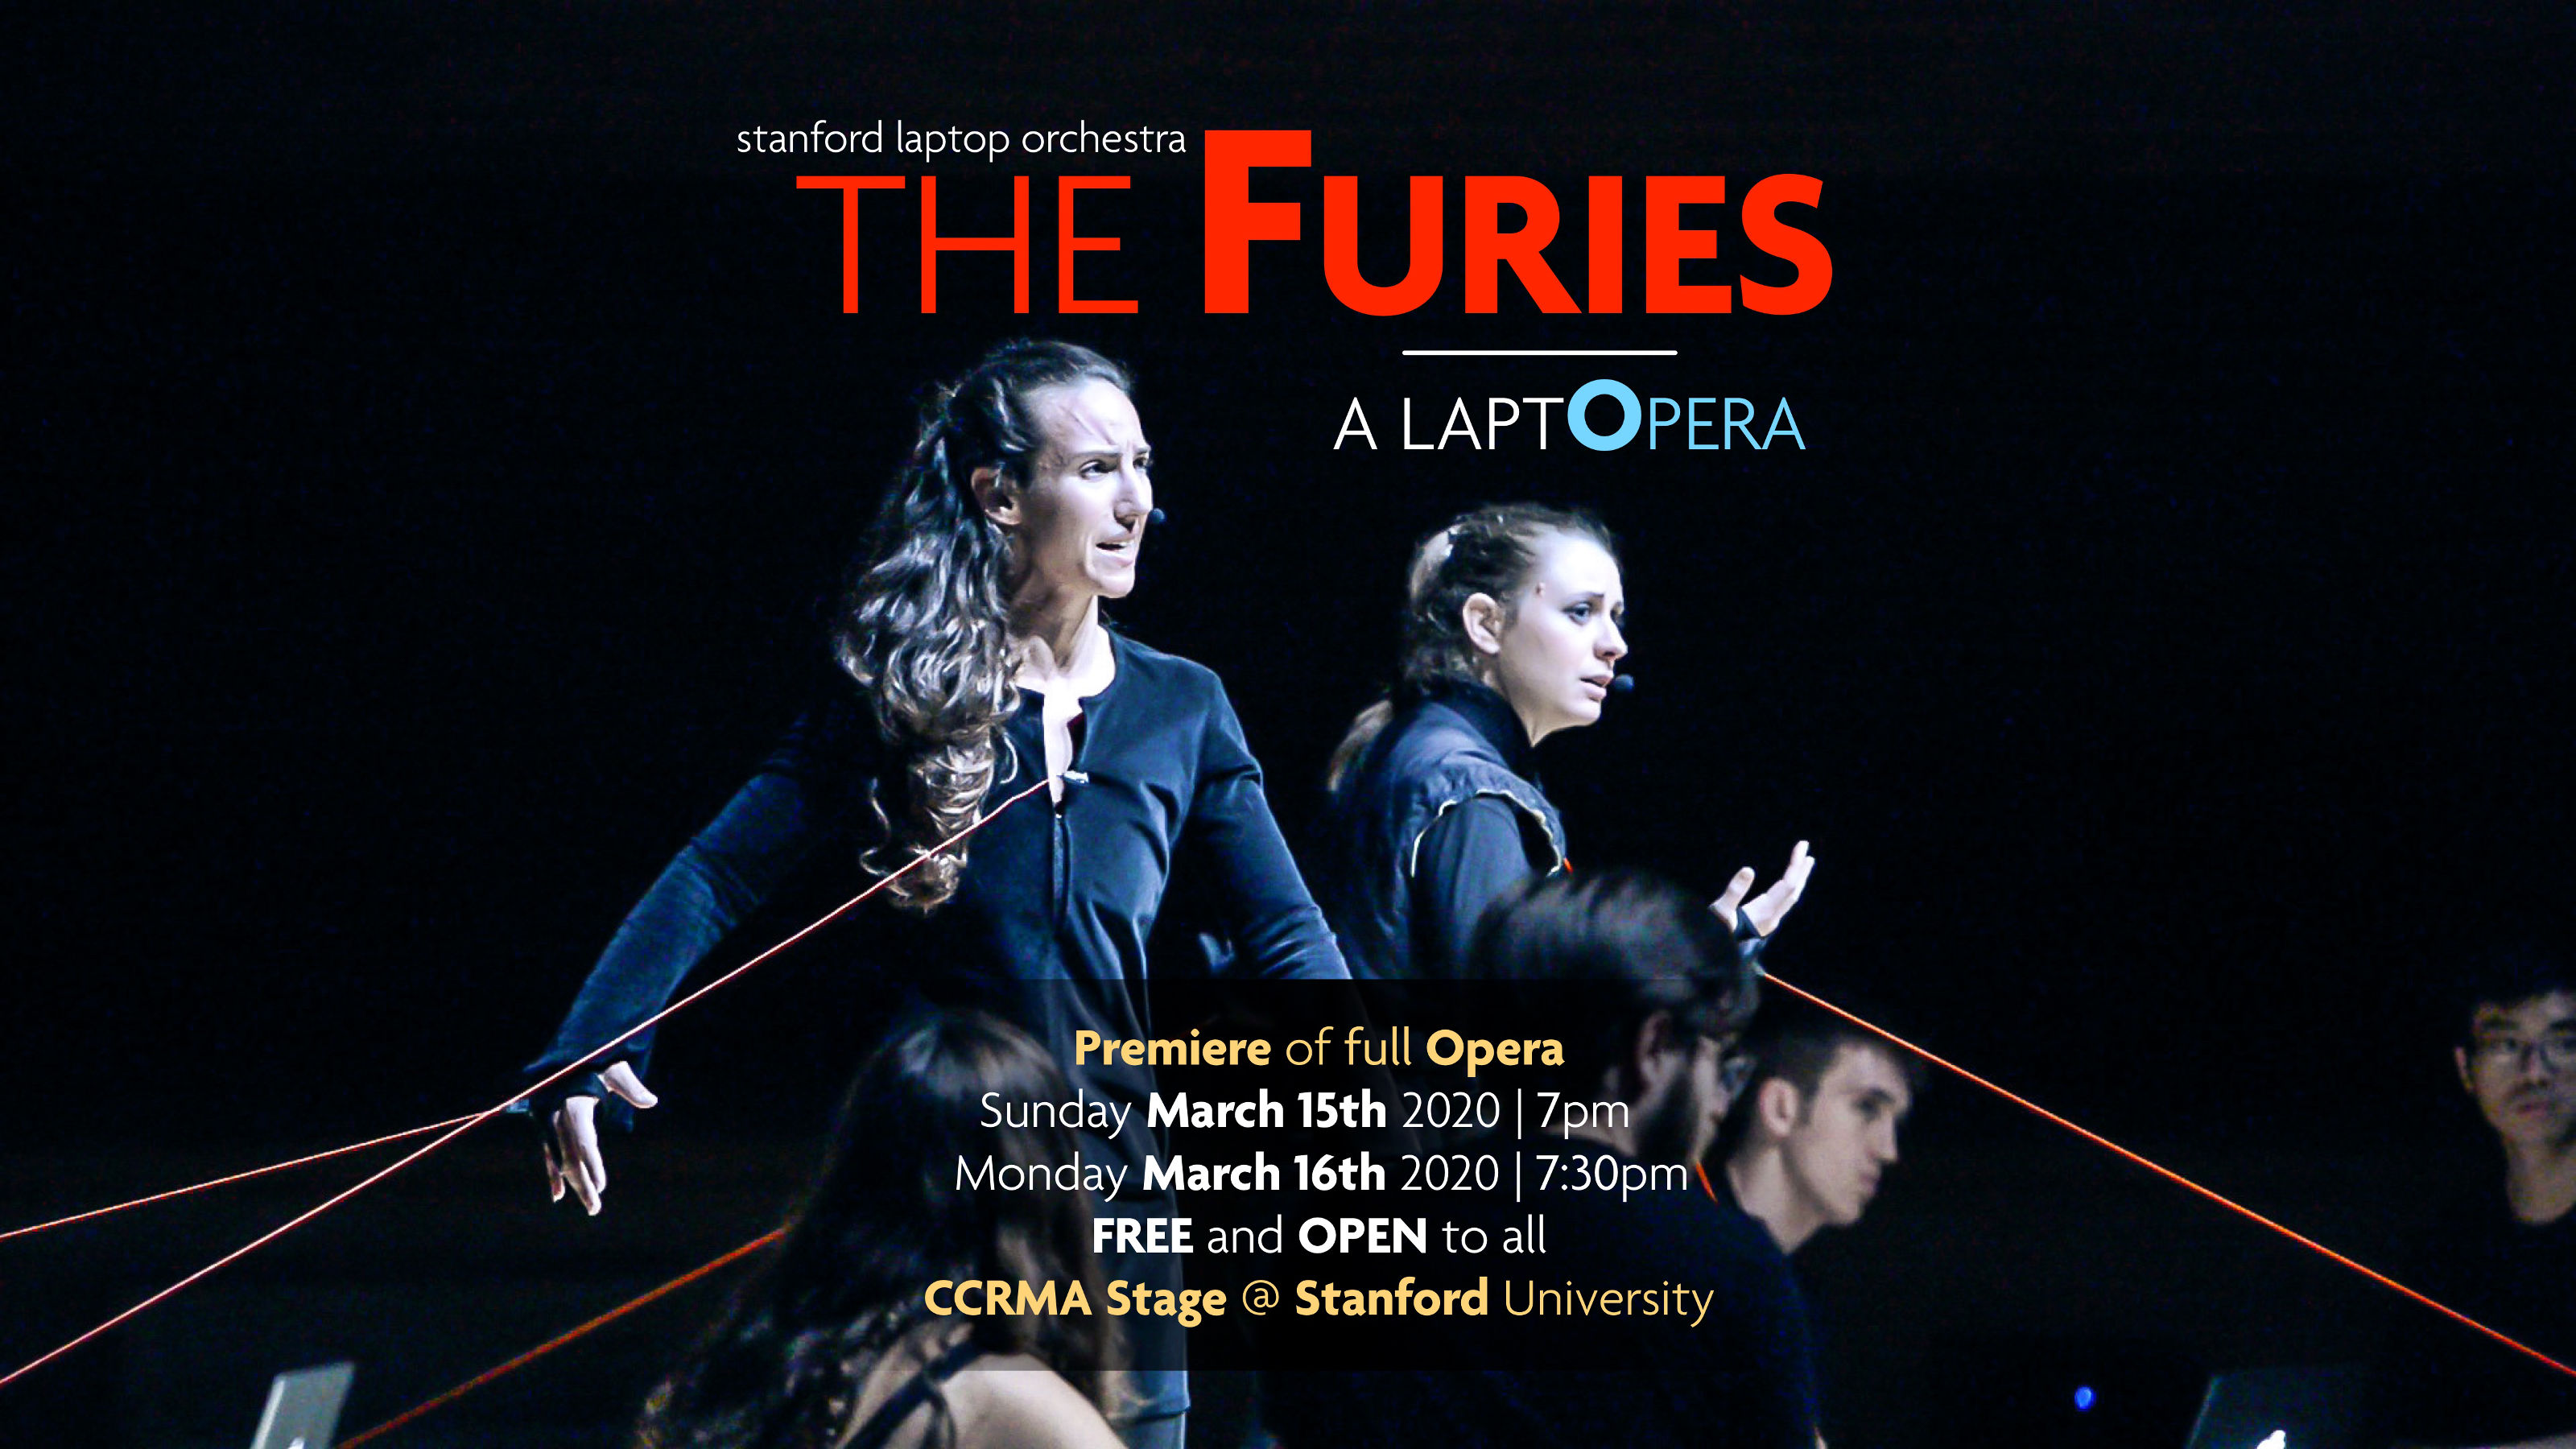 stanford laptop orchestra
THE FURIES
A LAPTOPERA
Premiere of full Opera
Sunday March 15th 2020 | 7pm
Monday March 16th 2020 | 7:30pm
FREE and OPEN to all
CCRMA Stage @ Stanford University